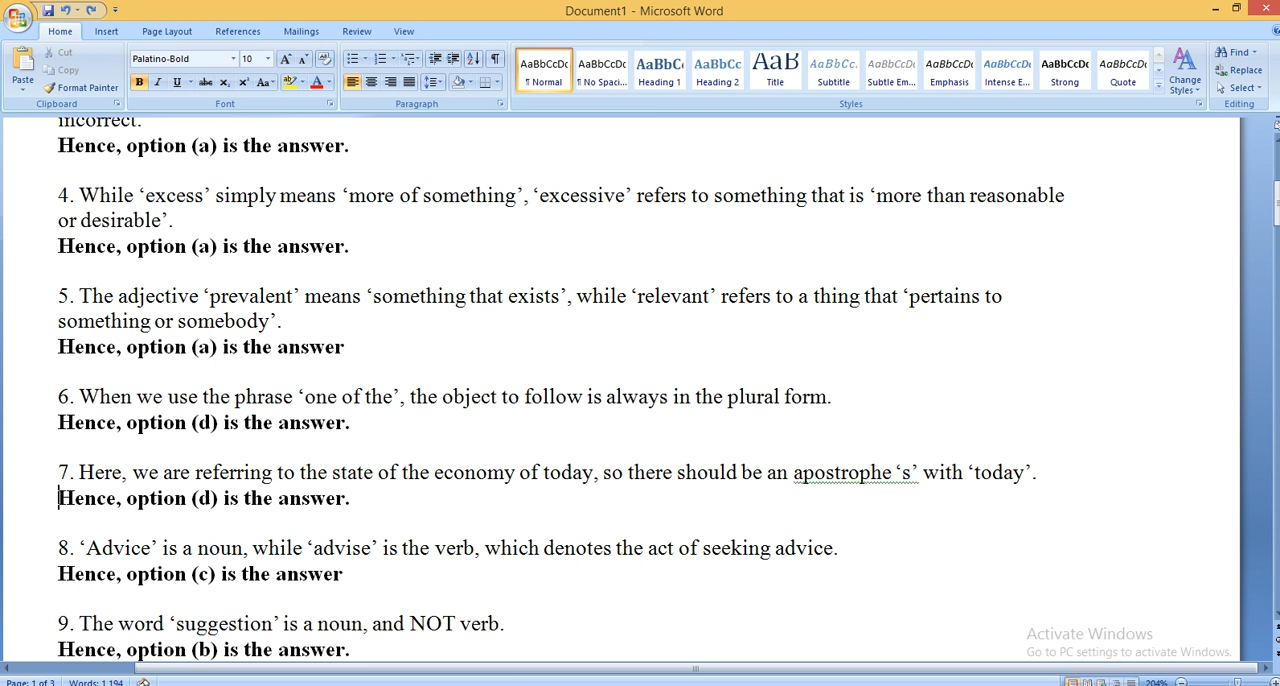 Document1 - Microsoft Word
Home Insert Page Layout References Mailings Review View
Paste
Cut
Copy
Format Painter
Clipboard
Palatino-Bold 10
Font
Paragraph
AaBbCcDc AaBbCcDc AaBbC AaBbCc AaB AaBbCc. AaBbCcDc AaBbCcDc AaBbCcDc AaBbCcDc AaBbCcDc
¶ Normal ¶ No Spaci... Heading 1 Heading 2 Title Subtitle Subtle Em... Emphasis Intense E... Strong Quote
Change Styles
Styles
Find
Replace
Select
Editing
incorrect.
Hence, option (a) is the answer.
4. While ‘excess’ simply means ‘more of something’, ‘excessive’ refers to something that is ‘more than reasonable
or desirable’.
Hence, option (a) is the answer.
5. The adjective ‘prevalent’ means ‘something that exists’, while ‘relevant’ refers to a thing that ‘pertains to
something or somebody’.
Hence, option (a) is the answer
6. When we use the phrase ‘one of the’, the object to follow is always in the plural form.
Hence, option (d) is the answer.
7. Here, we are referring to the state of the economy of today, so there should be an apostrophe ‘s’ with ‘today’.
Hence, option (d) is the answer.
8. ‘Advice’ is a noun, while ‘advise’ is the verb, which denotes the act of seeking advice.
Hence, option (c) is the answer
9. The word ‘suggestion’ is a noun, and NOT verb.
Hence, option (b) is the answer.
Activate Windows
Go to PC settings to activate Windows.
Page: 1 of 3 Words: 1,194 204%